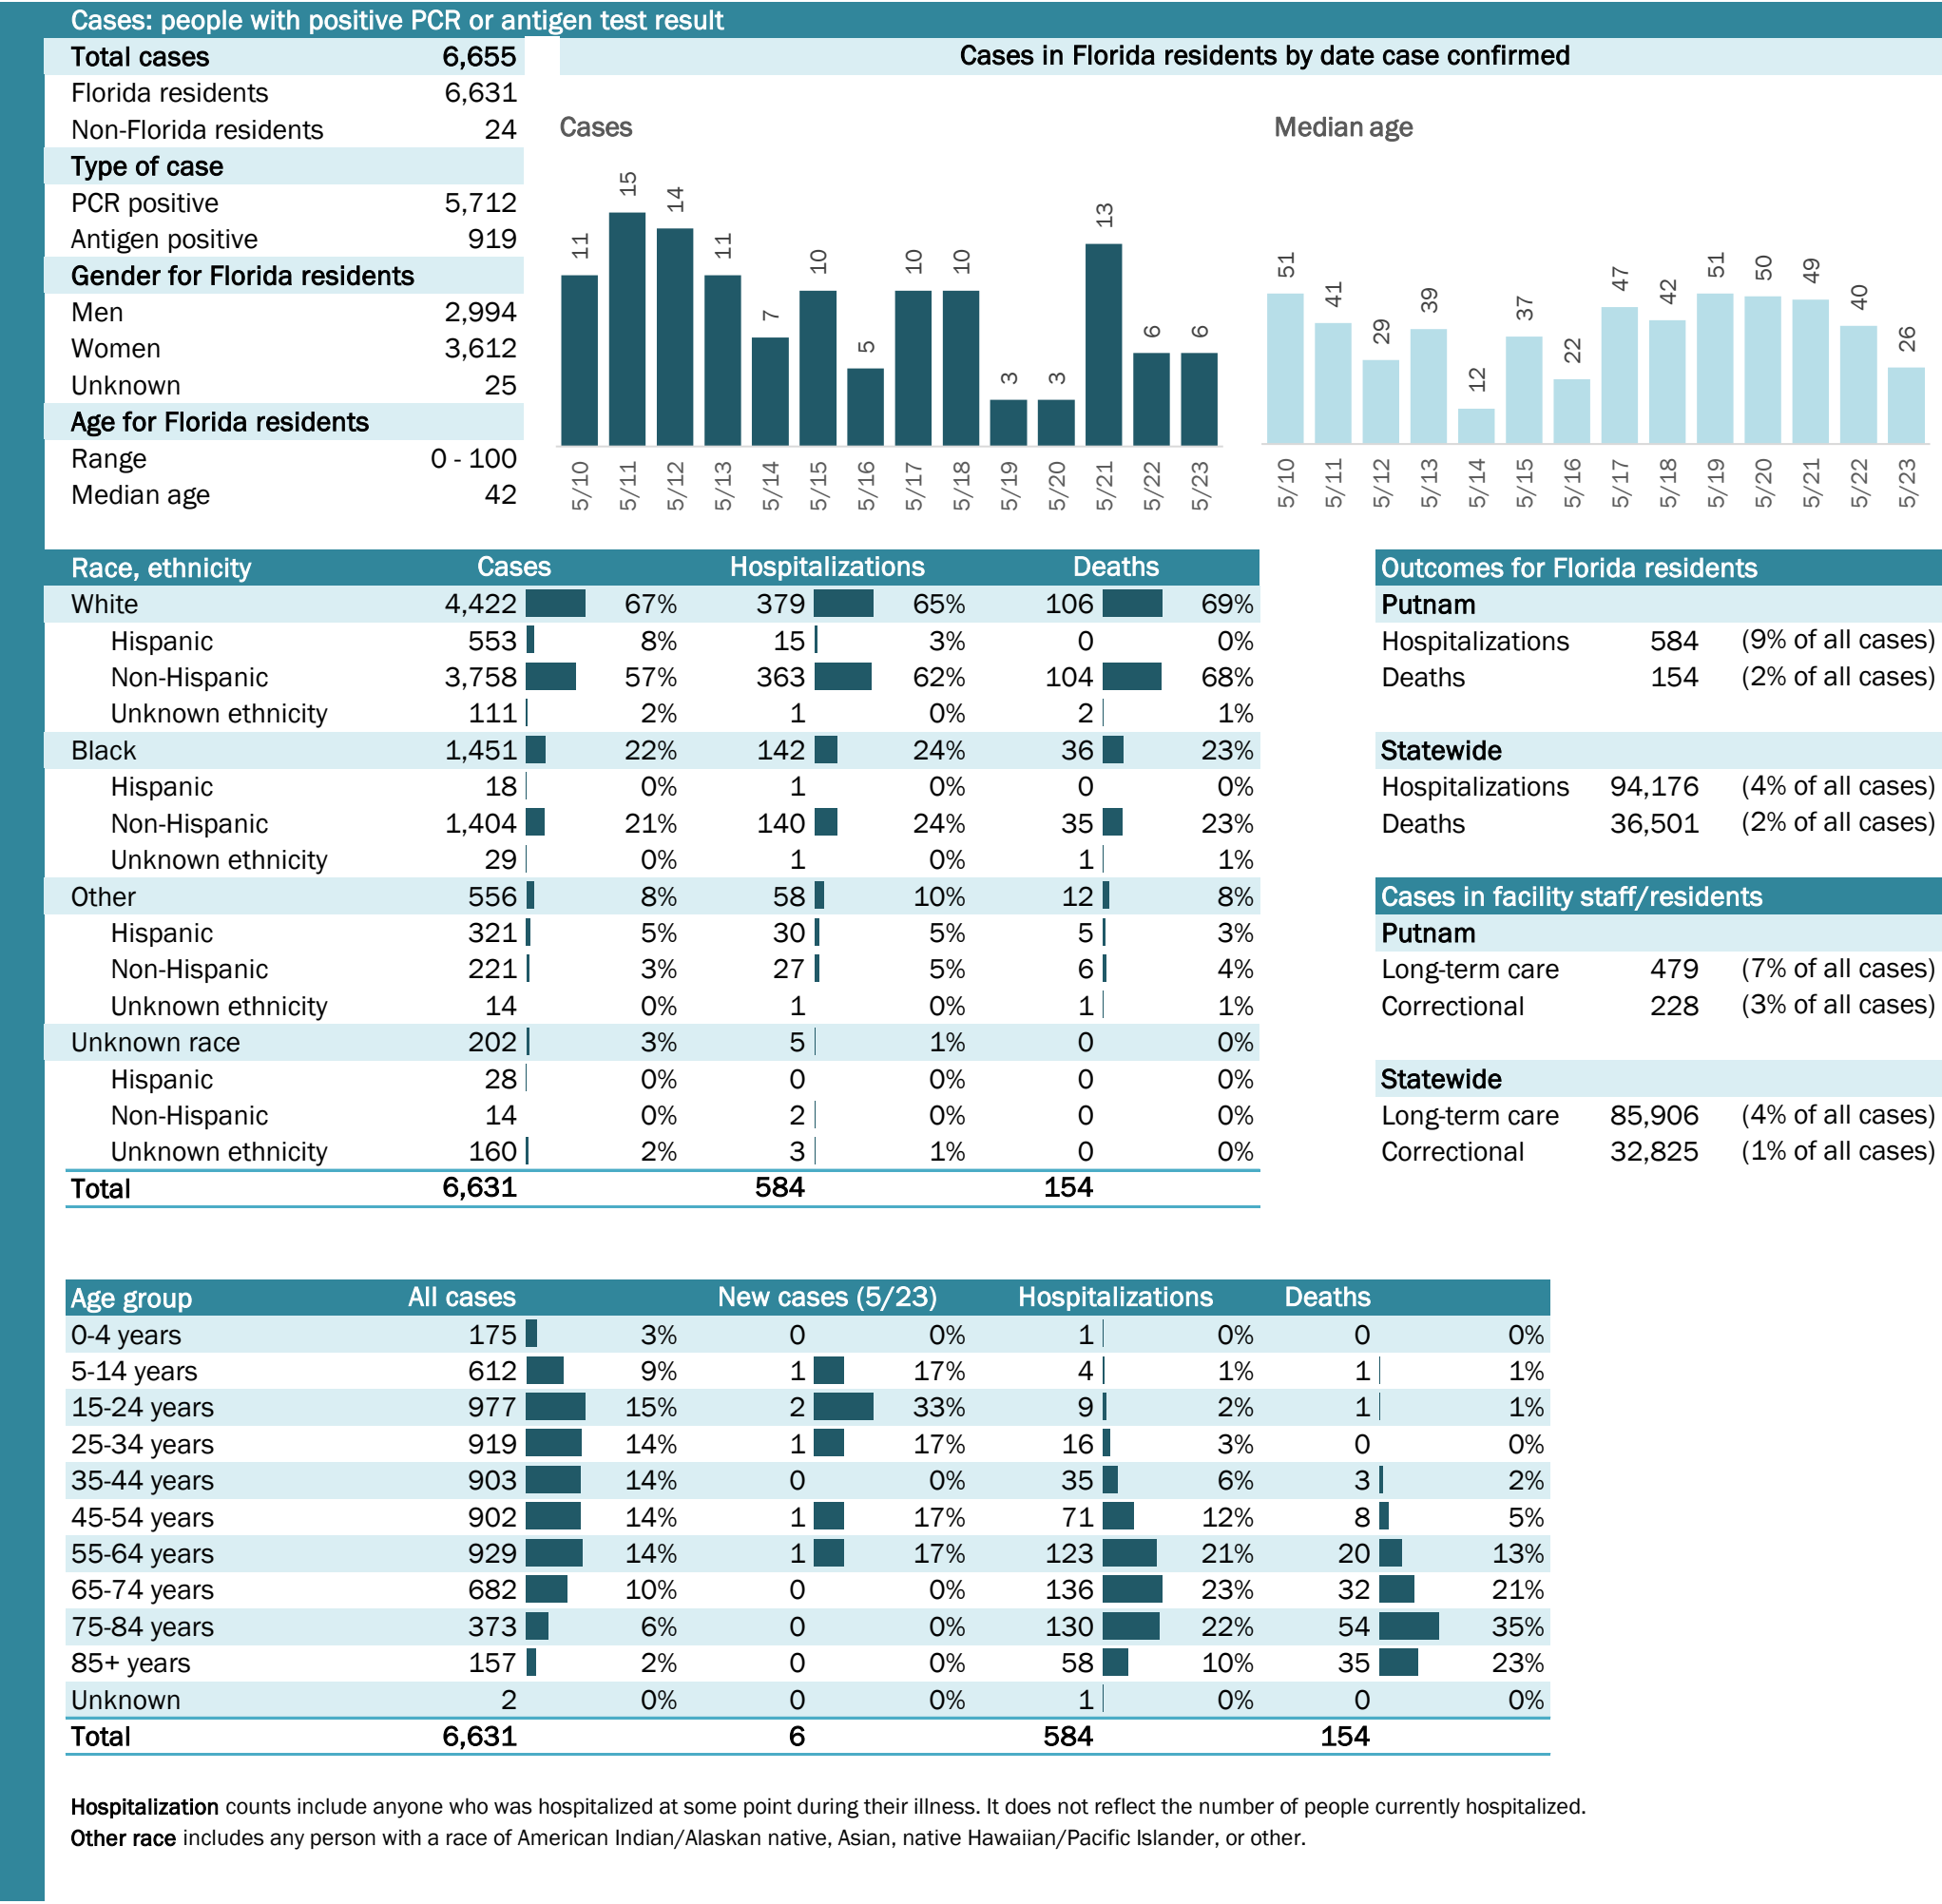 Cases: people with positive PCR or antigen test result
Total cases 6,655
Florida residents 6,631
Non-Florida residents 24
Type of case
PCR positive 5,712
Antigen positive 919
Gender for Florida residents
Men 2,994
Women 3,612
Unknown 25
Age for Florida residents
Range 0 - 100
Median age 42
Cases in Florida residents by date case confirmed
Cases
11 15 14 11 7 10 5 10 10 3 3 13 6 6
5/10 5/11 5/12 5/13 5/14 5/15 5/16 5/17 5/18 5/19 5/20 5/21 5/22 5/23
Median age
51 41 29 39 12 37 22 47 42 51 50 49 40 26
5/10 5/11 5/12 5/13 5/14 5/15 5/16 5/17 5/18 5/19 5/20 5/21 5/22 5/23
Race, ethnicity Cases Hospitalizations Deaths
White 4,422 67% 379 65% 106 69%
Hispanic 553 8% 15 3% 0 0%
Non-Hispanic 3,758 57% 363 62% 104 68%
Unknown ethnicity 111 2% 1 0% 2 1%
Black 1,451 22% 142 24% 36 23%
Hispanic 18 0% 1 0% 0 0%
Non-Hispanic 1,404 21% 140 24% 35 23%
Unknown ethnicity 29 0% 1 0% 1 1%
Other 556 8% 58 10% 12 8%
Hispanic 321 5% 30 5% 5 3%
Non-Hispanic 221 3% 27 5% 6 4%
Unknown ethnicity 14 0% 1 0% 1 1%
Unknown race 202 3% 5 1% 0 0%
Hispanic 28 0% 0 0% 0 0%
Non-Hispanic 14 0% 2 0% 0 0%
Unknown ethnicity 160 2% 3 1% 0 0%
Total 6,631 584 154
Outcomes for Florida residents
Putnam
Hospitalizations 584 (9% of all cases)
Deaths 154 (2% of all cases)
Statewide
Hospitalizations 94,176 (4% of all cases)
Deaths 36,501 (2% of all cases)
Cases in facility staff/residents
Putnam
Long-term care 479 (7% of all cases)
Correctional 228 (3% of all cases)
Statewide
Long-term care 85,906 (4% of all cases)
Correctional 32,825 (1% of all cases)
Age group All cases New cases (5/23) Hospitalizations Deaths
0-4 years 175 3% 0 0% 1 0% 0 0%
5-14 years 612 9% 1 17% 4 1% 1 1%
15-24 years 977 15% 2 33% 9 2% 1 1%
25-34 years 919 14% 1 17% 16 3% 0 0%
35-44 years 903 14% 0 0% 35 6% 3 2%
45-54 years 902 14% 1 17% 71 12% 8 5%
55-64 years 929 14% 1 17% 123 21% 20 13%
65-74 years 682 10% 0 0% 136 23% 32 21%
75-84 years 373 6% 0 0% 130 22% 54 35%
85+ years 157 2% 0 0% 58 10% 35 23%
Unknown 2 0% 0 0% 1 0% 0 0%
Total 6,631 6 584 154
Hospitalization counts include anyone who was hospitalized at some point during their illness. It does not reflect the number of people currently hospitalized.
Other race includes any person with a race of American Indian/Alaskan native, Asian, native Hawaiian/Pacific Islander, or other.